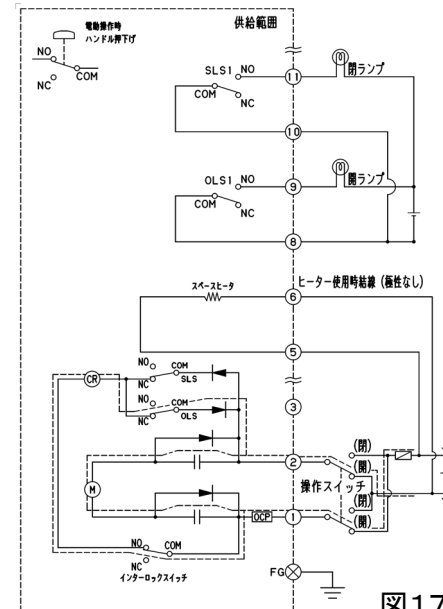 電動操作時
ハンドル押下げ
供給範囲
NO
COM
NC
SLS1 NO
COM
NC
11
閉ランプ
10
OLS1 NO
COM
NC
9
開ランプ
8
スペースヒータ
6
ヒーター使用時結線 (極性なし)
5
3
CR
NO
COM
NC
SLS
NO
COM
NC
OLS
2
(閉)
(開)
操作スイッチ
(閉)
(開)
M
OCP
1
NO
COM
NC
インターロックスイッチ
FG
図17